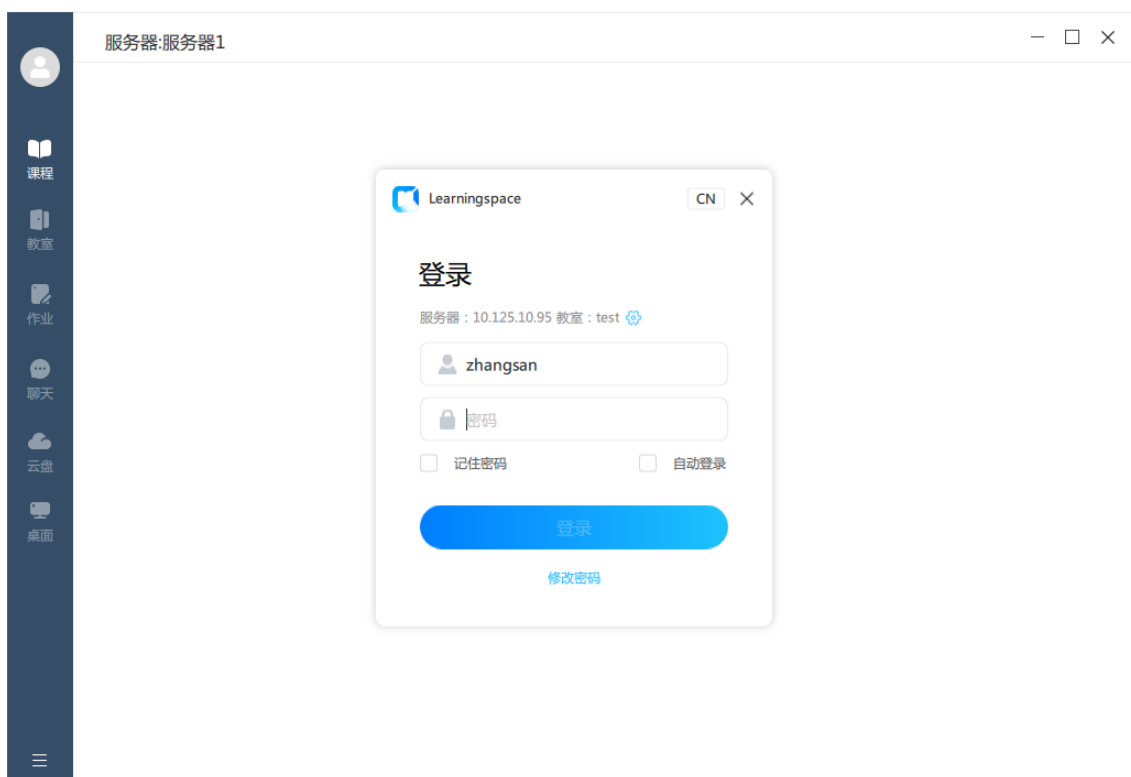 服务器:服务器1
课程
教室
作业
聊天
云盘
桌面
Learningspace
CN
登录
服务器：10.125.10.95 教室：test
zhangsan
密码
记住密码
自动登录
登录
修改密码